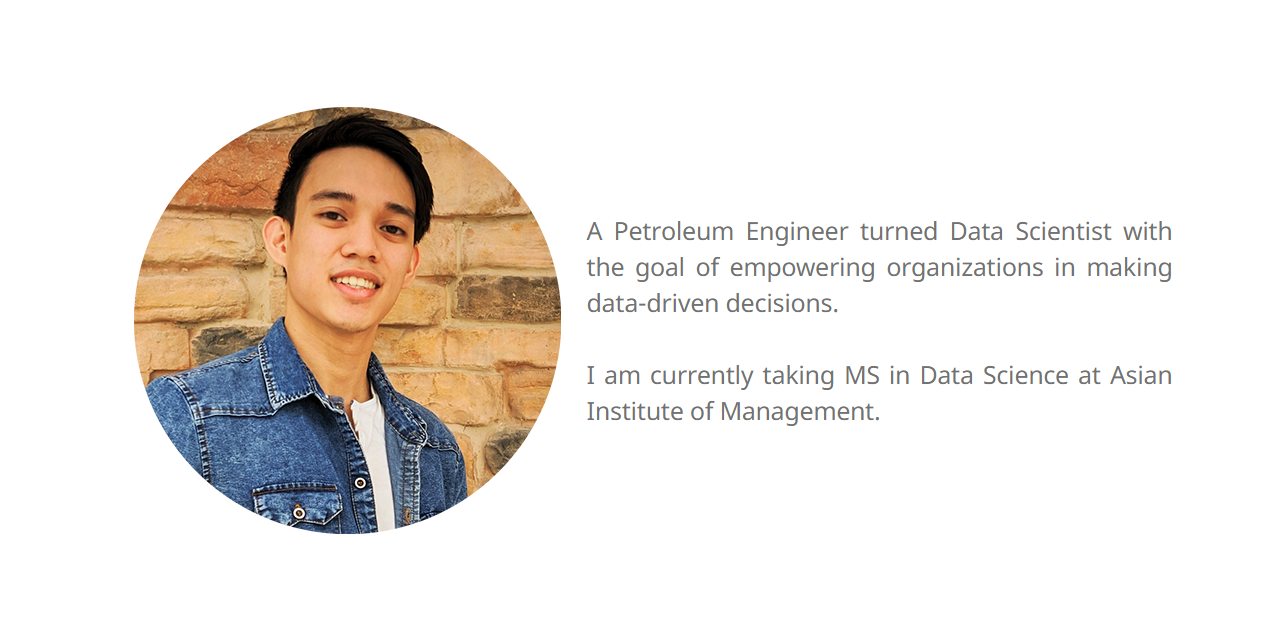 A Petroleum Engineer turned Data Scientist with
the goal of empowering organizations in making
data-driven decisions.
I am currently taking MS in Data Science at Asian
Institute of Management.